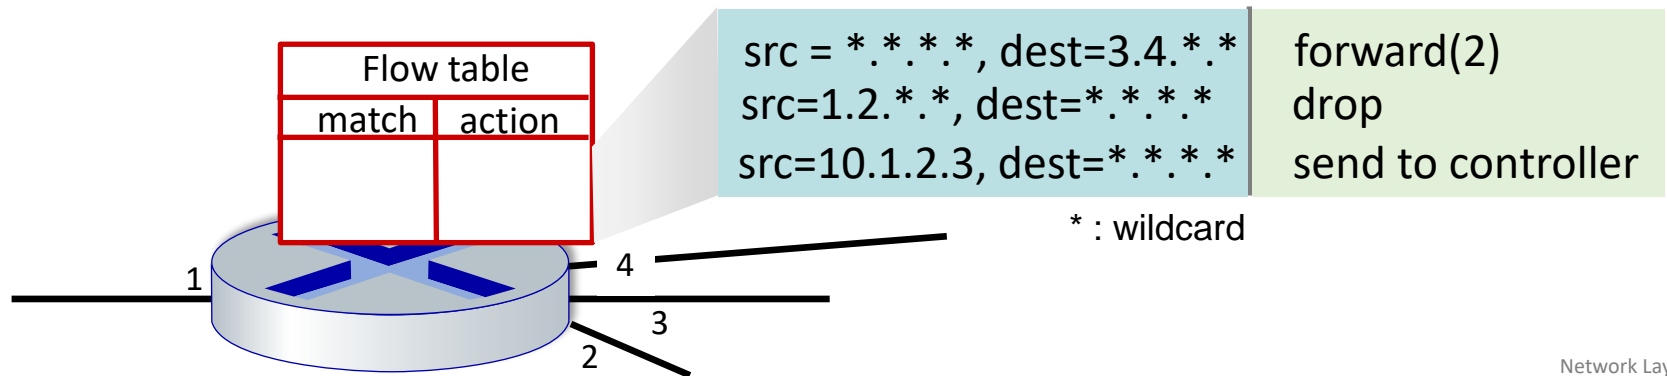 Flow table
match action
src = *.*.*.*, dest=3.4.*.* forward(2)
src=1.2.*.*, dest=*.*.*.* drop
src=10.1.2.3, dest=*.*.*.* send to controller
* : wildcard
1
4
3
2
Network Lay